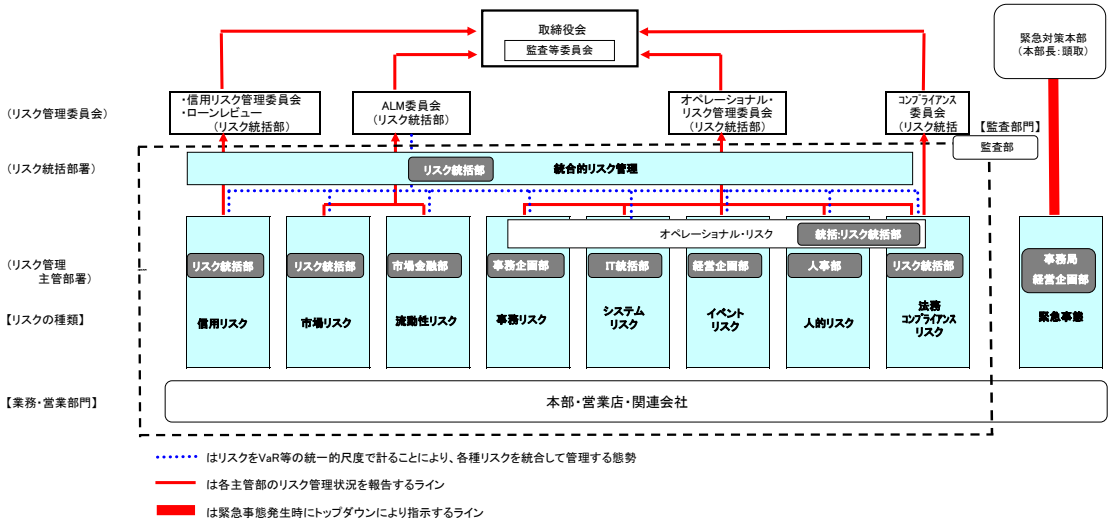 取締役会
監査等委員会
緊急対策本部
(本部長:頭取)
(リスク管理委員会)
・信用リスク管理委員会
・ローンレビュー
(リスク統括部)
ALM委員会
(リスク統括部)
オペレーショナル・
リスク管理委員会
(リスク統括部)
コンプライアンス
委員会
(リスク統括
【監査部門】
監査部
(リスク統括部署)
リスク統括部
統合的リスク管理
オペレーショナル・リスク
統括:リスク統括部
(リスク管理
主管部署)
リスク統括部
リスク統括部
市場金融部
事務企画部
IT統括部
経営企画部
人事部
リスク統括部
事務局
経営企画部
【リスクの種類】
信用リスク
市場リスク
流動性リスク
事務リスク
システム
リスク
イベント
リスク
人的リスク
法務
コンプライアンス
リスク
緊急事態
【業務・営業部門】
本部・営業店・関連会社
はリスクをVaR等の統一的尺度で計ることにより、各種リスクを統合して管理する態勢
は各主管部のリスク管理状況を報告するライン
は緊急事態発生時にトップダウンにより指示するライン